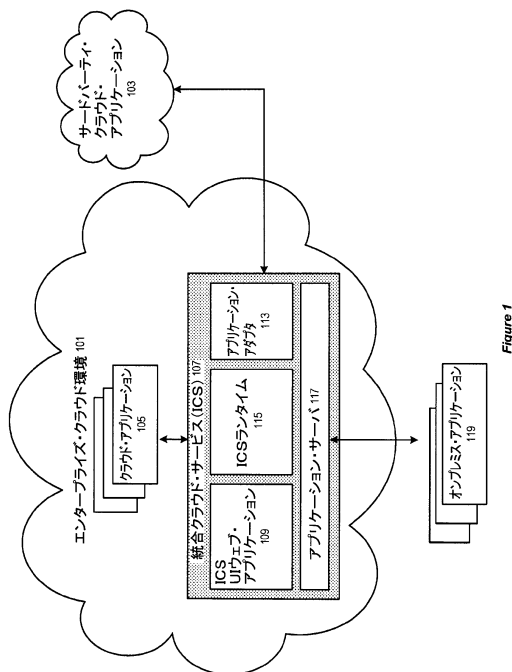 サードパーティ・
クラウド・
アプリケーション
103
エンタープライズ・クラウド環境 101
クラウド・アプリケーション
105
統合クラウド・サービス(ICS) 107
ICS
UIウェブ・
アプリケーション
109
ICSランタイム
115
アプリケーション・
アダプタ
113
アプリケーション・サーバ 117
オンプレミス・アプリケーション
119
Figure 1